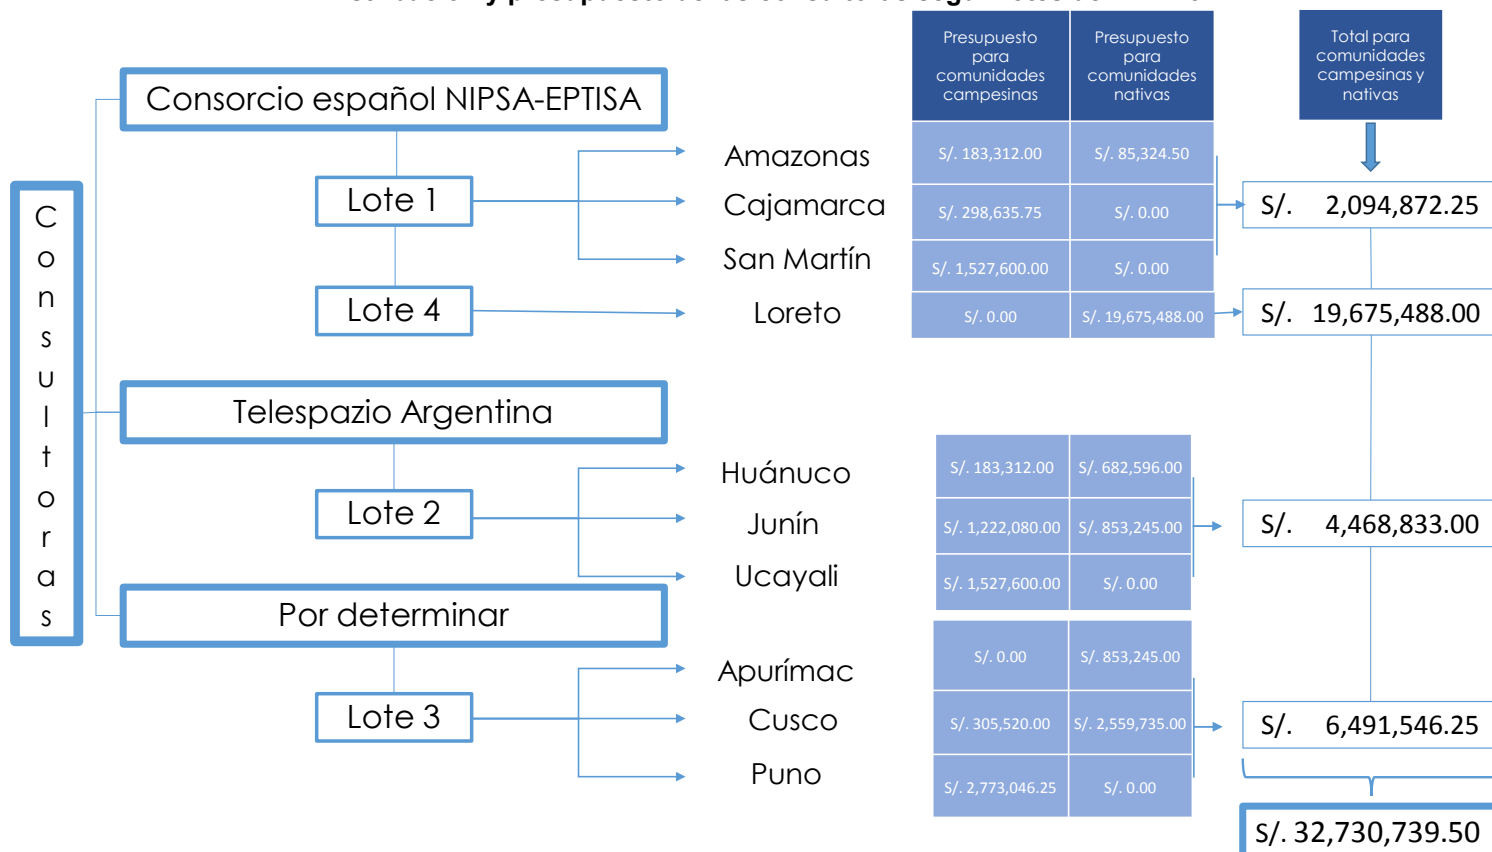 y presupuesto
Presupuesto
para
comunidades
campesinas
Presupuesto
para
comunidades
nativas
Total para
comunidades
campesinas y
nativas
Consultoras
Consorcio español NIPSA-EPTISA
Lote 1
Amazonas
S/. 183,312.00
S/. 85,324.50
Cajamarca
S/. 298,635.75
S/. 0.00
San Martín
S/. 1,527,600.00
S/. 0.00
S/. 2,094,872.25
Lote 4
Loreto
S/. 0.00
S/. 19,675,488.00
S/. 19,675,488.00
Telespazio Argentina
Lote 2
Huánuco
S/. 183,312.00
S/. 682,596.00
Junín
S/. 1,222,080.00
S/. 853,245.00
Ucayali
S/. 1,527,600.00
S/. 0.00
S/. 4,468,833.00
Por determinar
Lote 3
Apurímac
S/. 0.00
S/. 853,245.00
Cusco
S/. 305,520.00
S/. 2,559,735.00
Puno
S/. 2,773,046.25
S/. 0.00
S/. 6,491,546.25
S/. 32,730,739.50